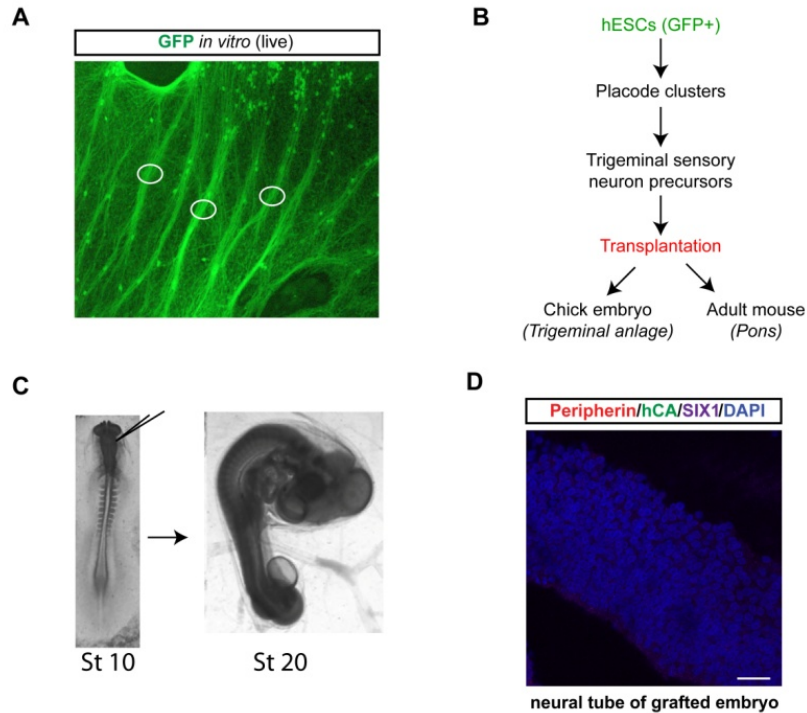 A
GFP in vitro (live)
B
hESCs (GFP+)
Placode clusters
Trigeminal sensory
neuron precursors
Transplantation
Chick embryo
(Trigeminal anlage)
Adult mouse
(Pons)
C
St 10
St 20
D
Peripherin/hCA/SIX1/DAPI
neural tube of grafted embryo